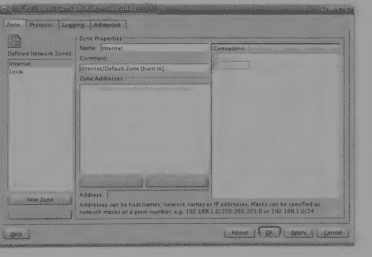 Zone Protocol Logging Advanced
Defined Network Zones:
Internet
Local
New Zone
Zone Properties
Name: Internet
Comment:
Internet/Default Zone (built in)
Zone Addresses
Address:
Connection:
Addresses can be host names, network names or IP addresses. Masks can be specified as
network masks or a plain number, e.g. 192.168.1.0/255.255.255.0 or 192.168.1.0/24
Help
About
OK
Apply
Cancel